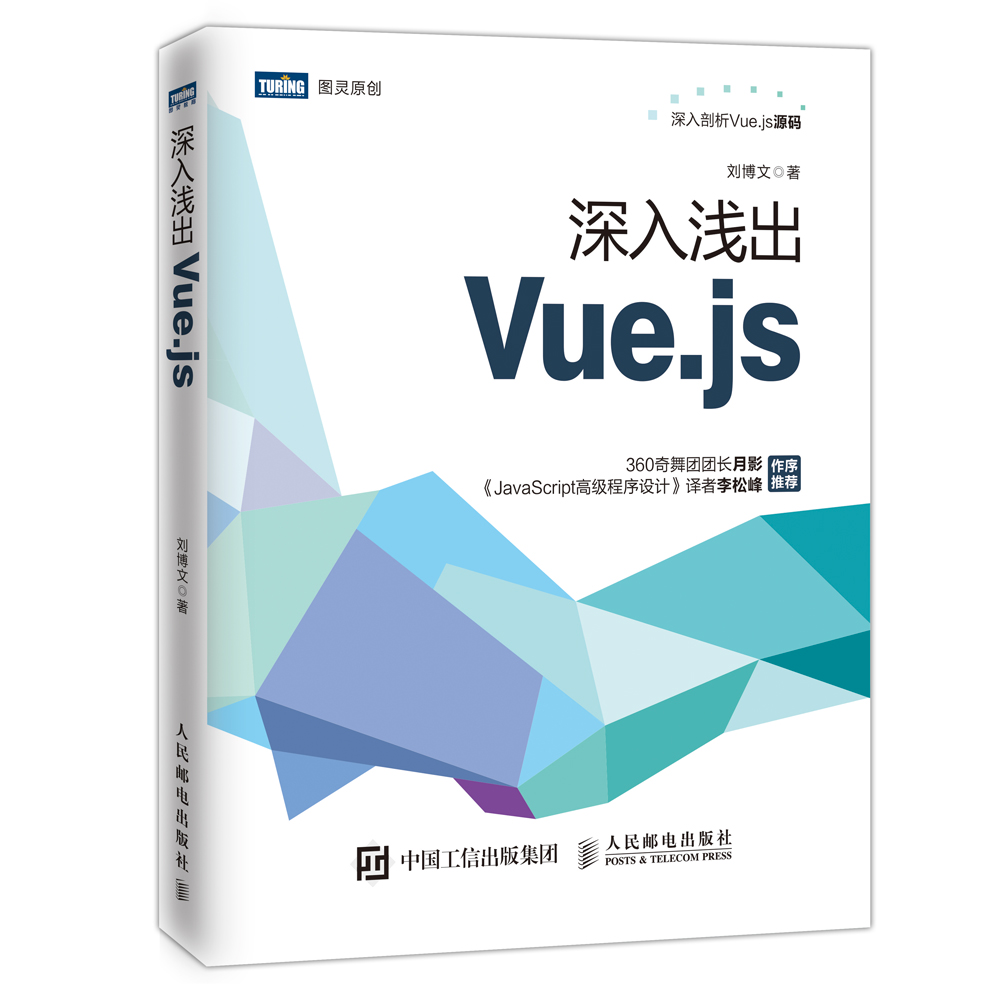 TURING
图灵教育
深入浅出
Vue.js
刘博文◎著
人民邮电出版社
TURING 图灵原创
深入剖析Vue.js源码
刘博文◎著
深入浅出
Vue.js
360奇舞团团长月影
《JavaScript高级程序设计》译者李松峰
作序
推荐
中国工信出版集团
人民邮电出版社
POSTS & TELECOM PRESS